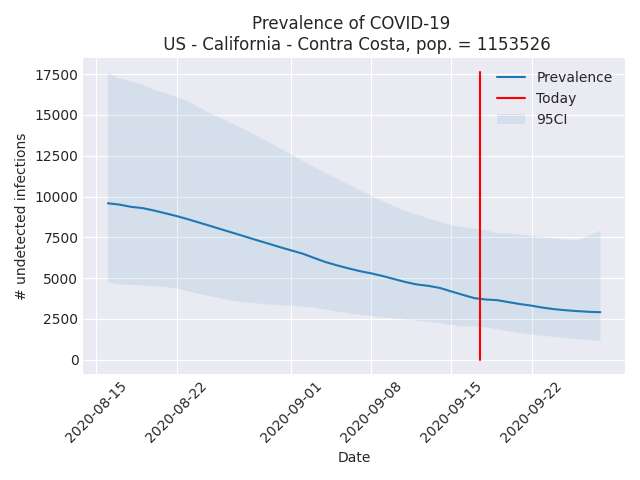 Prevalence of COVID-19
US - California - Contra Costa, pop. = 1153526
17500
15000
12500
10000
7500
5000
2500
0
# undetected infections
Prevalence
Today
95CI
2020-08-15
2020-08-22
2020-09-01
2020-09-08
2020-09-15
2020-09-22
Date